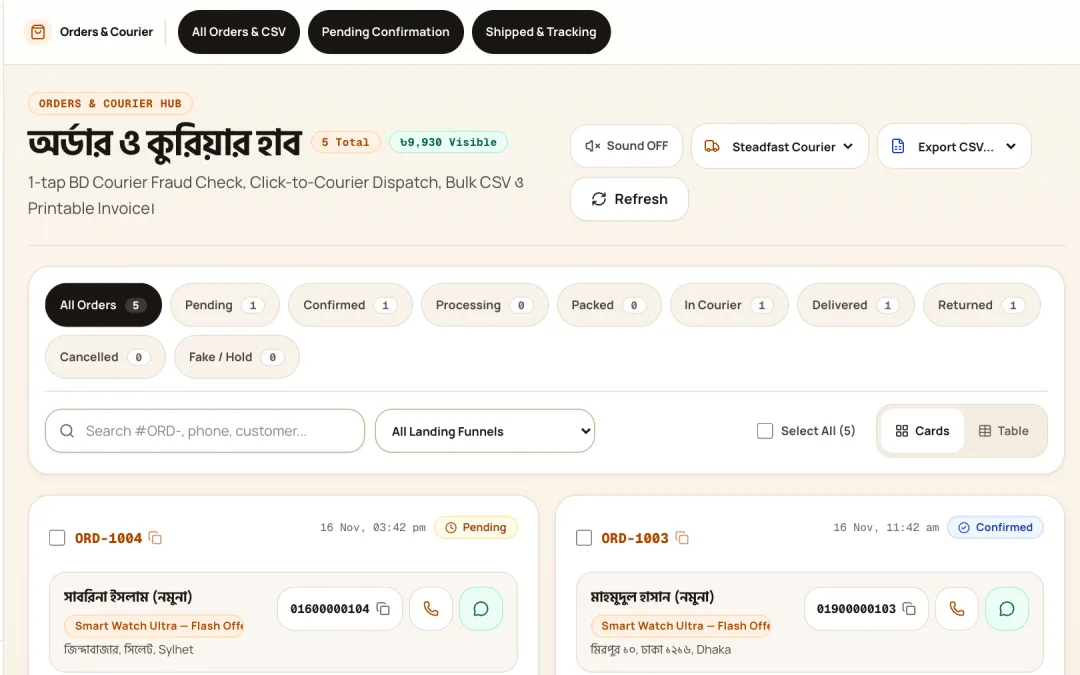 Orders & Courier
All Orders & CSV
Pending Confirmation
Shipped & Tracking
ORDERS & COURIER HUB
অর্ডার ও কুরিয়ার হাব
5 Total
৳9,930 Visible
1-tap BD Courier Fraud Check, Click-to-Courier Dispatch, Bulk CSV ও
Printable Invoice।
Sound OFF
Steadfast Courier
Export CSV...
Refresh
All Orders 5
Pending 1
Confirmed 1
Processing 0
Packed 0
In Courier 1
Delivered 1
Returned 1
Cancelled 0
Fake / Hold 0
Search #ORD-, phone, customer...
All Landing Funnels
Select All (5)
Cards
Table
ORD-1004
16 Nov, 03:42 pm
Pending
সাবরিনা ইসলাম (নমুনা)
01600000104
Smart Watch Ultra — Flash Offe
জিন্দাবাজার, সিলেট, Sylhet
ORD-1003
16 Nov, 11:42 am
Confirmed
মাহমুদুল হাসান (নমুনা)
01900000103
Smart Watch Ultra — Flash Offe
মিরপুর ১০, ঢাকা ১২১৬, Dhaka